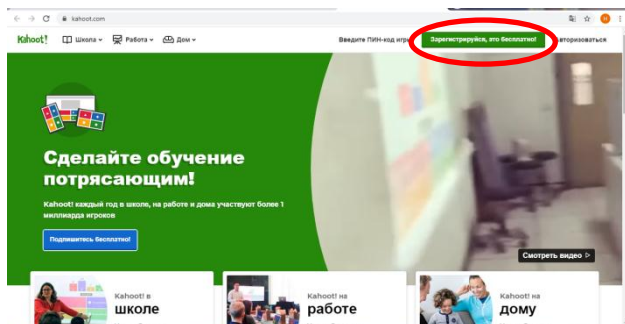 kahoot.com
Kahoot! Школа Работа Дом Введите ПИН-код игры Зарегистрируйся, это бесплатно! авторизоваться
Сделайте обучение
потрясающим!
Kahoot! каждый год в школе, на работе и дома участвуют более 1
миллиарда игроков
Подпишитесь бесплатно!
Смотреть видео
Kahoot! в
школе
Kahoot! на
работе
Kahoot! на
дому